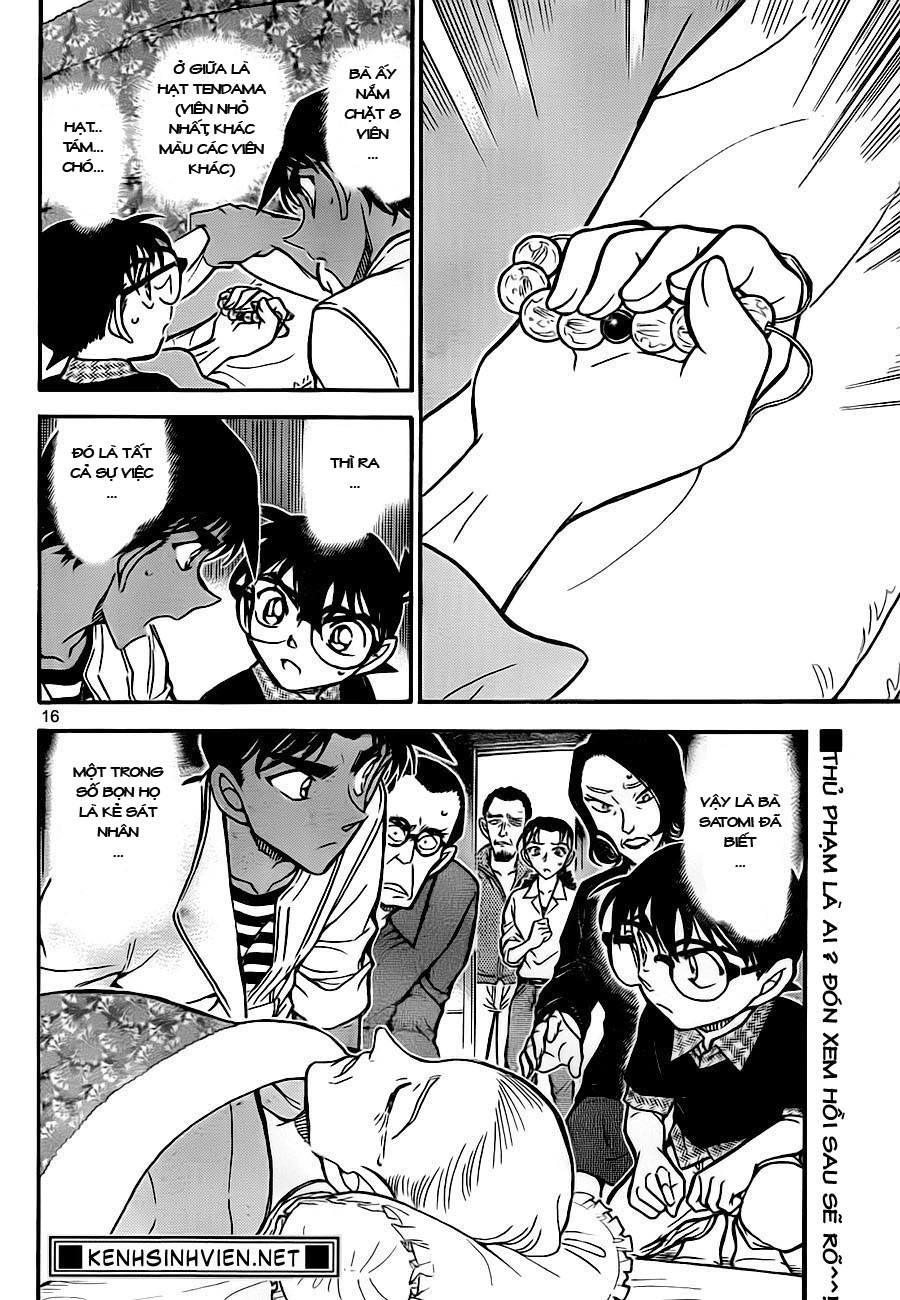 BÀ ẤY
NẮM
CHẶT 8
VIÊN
...
Ở GIỮA LÀ
HẠT TENDAMA
(VIÊN NHỎ
NHẤT, KHÁC
MÀU CÁC VIÊN
KHÁC)
HẠT...
TÁM...
CHÓ...
THÌ RA
...
ĐÓ LÀ TẤT
CẢ SỰ VIỆC
...
16
VẬY LÀ BÀ
SATOMI ĐÃ
BIẾT
...
MỘT TRONG
SỐ BỌN HỌ
LÀ KẺ SÁT
NHÂN
...
THỦ PHẠM LÀ AI ? ĐÓN XEM HỒI SAU SẼ RÕ^^!
KENHSINHVIEN.NET